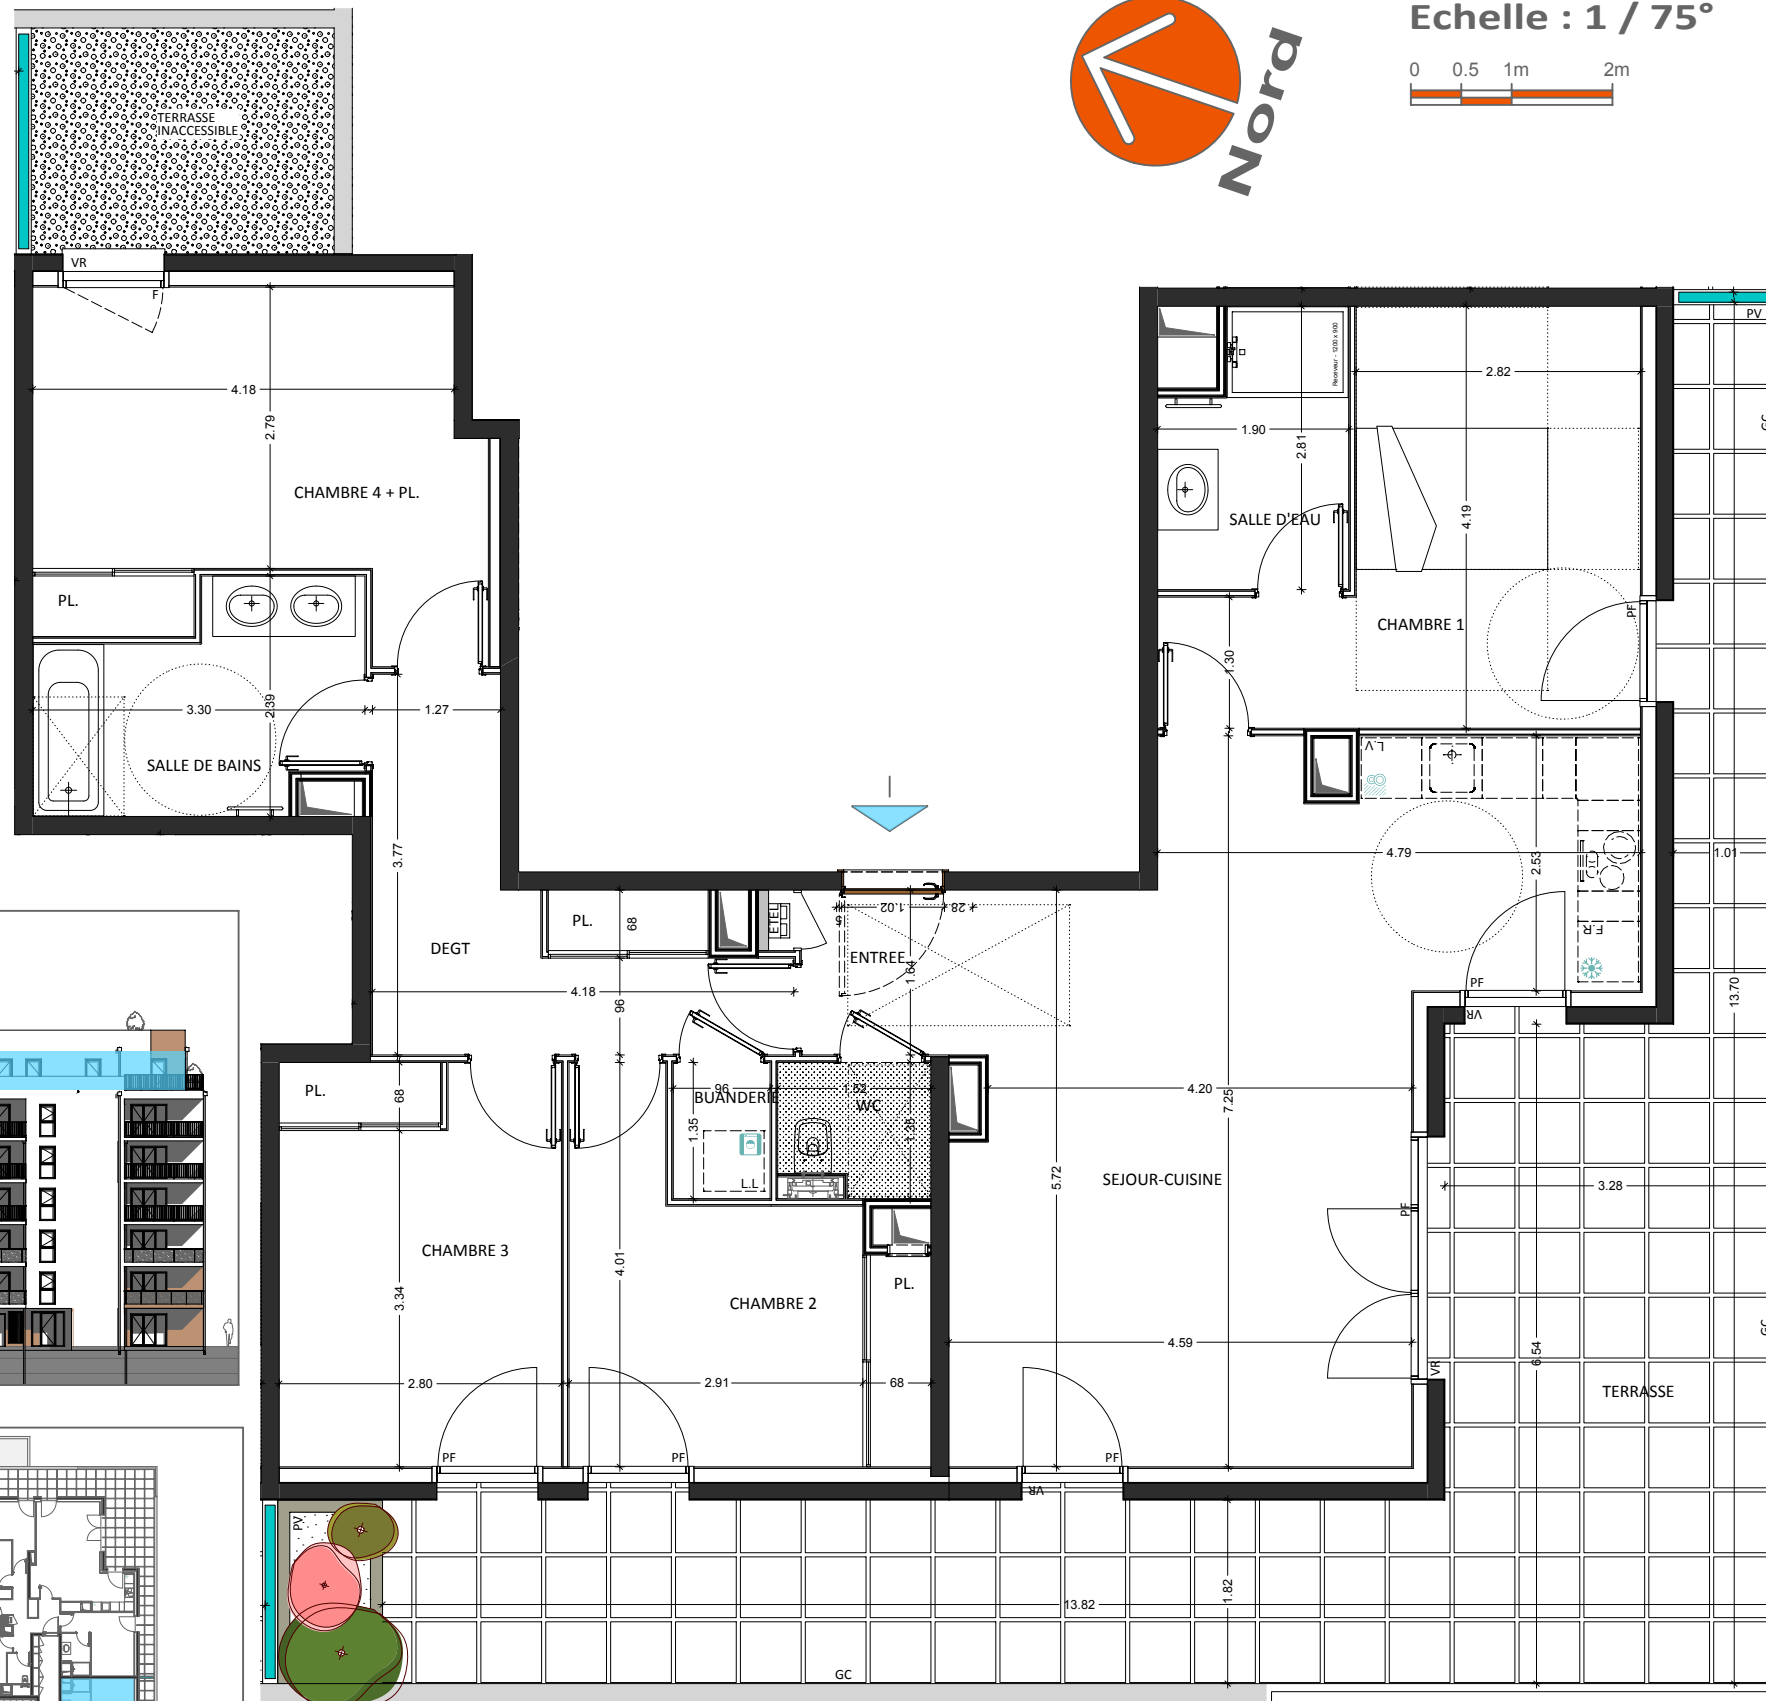 Echelle : 1 / 75°
0 0.5 1m 2m
Nord
TERRASSE
INACCESSIBLE
VR
F
4.18
2.79
CHAMBRE 4 + PL.
PL.
3.30
2.39
1.27
SALLE DE BAINS
3.77
PV
GC
2.82
1.90
2.81
Receveur - 1200 x 900
4.19
SALLE D'EAU
CHAMBRE 1
PF
1.30
L.V
4.79
2.53
1.01
F.R
PF
VR
13.70
DEGT
PL.
68
ETEL
1.02
28
ENTREE
1.64
4.18
96
PL.
68
96
BUANDERIE
1.35
L.L
1.52
WC
4.20
7.25
5.72
SEJOUR-CUISINE
PF
3.28
CHAMBRE 3
3.34
4.01
CHAMBRE 2
PL.
4.59
6.54
GC
VR
TERRASSE
2.80
2.91
68
PF
PF
PF
VR
PV
13.82
1.82
GC